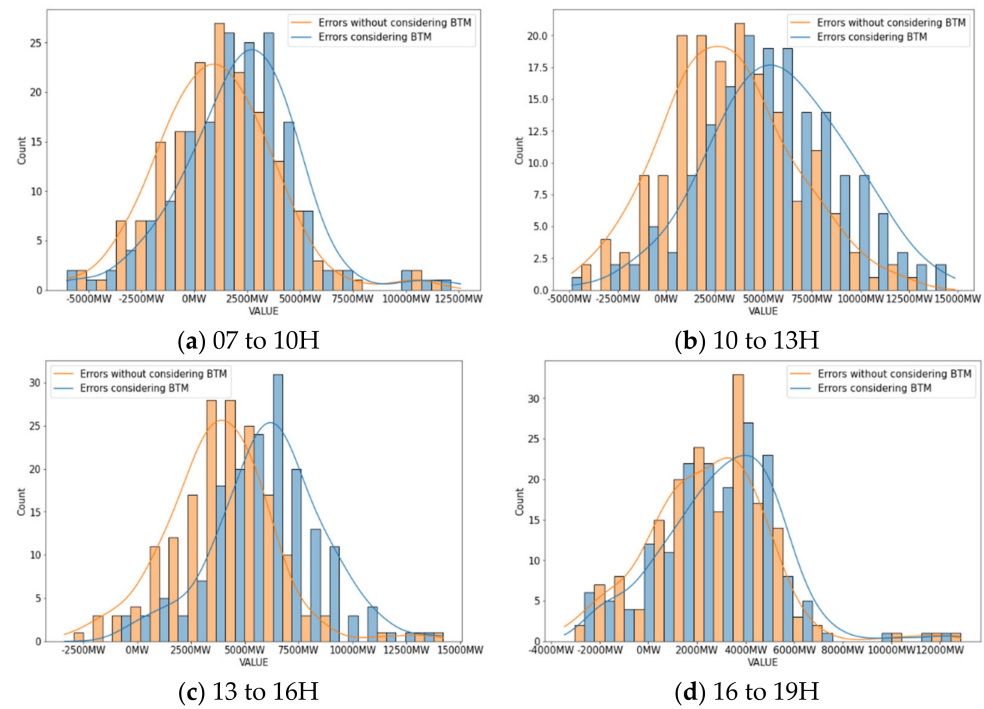 Errors without considering BTM
Errors considering BTM
25
20
15
10
5
0
Count
-5000MW -2500MW 0MW 2500MW 5000MW 7500MW 10000MW 12500MW
VALUE
(a) 07 to 10H
Errors without considering BTM
Errors considering BTM
20.0
17.5
15.0
12.5
10.0
7.5
5.0
2.5
0.0
Count
-5000MW -2500MW 0MW 2500MW 5000MW 7500MW 10000MW 12500MW 15000MW
VALUE
(b) 10 to 13H
Errors without considering BTM
Errors considering BTM
30
25
20
15
10
5
0
Count
-2500MW 0MW 2500MW 5000MW 7500MW 10000MW 12500MW 15000MW
VALUE
(c) 13 to 16H
Errors without considering BTM
Errors considering BTM
30
25
20
15
10
5
0
Count
-4000MW -2000MW 0MW 2000MW 4000MW 6000MW 8000MW 10000MW 12000MW
VALUE
(d) 16 to 19H